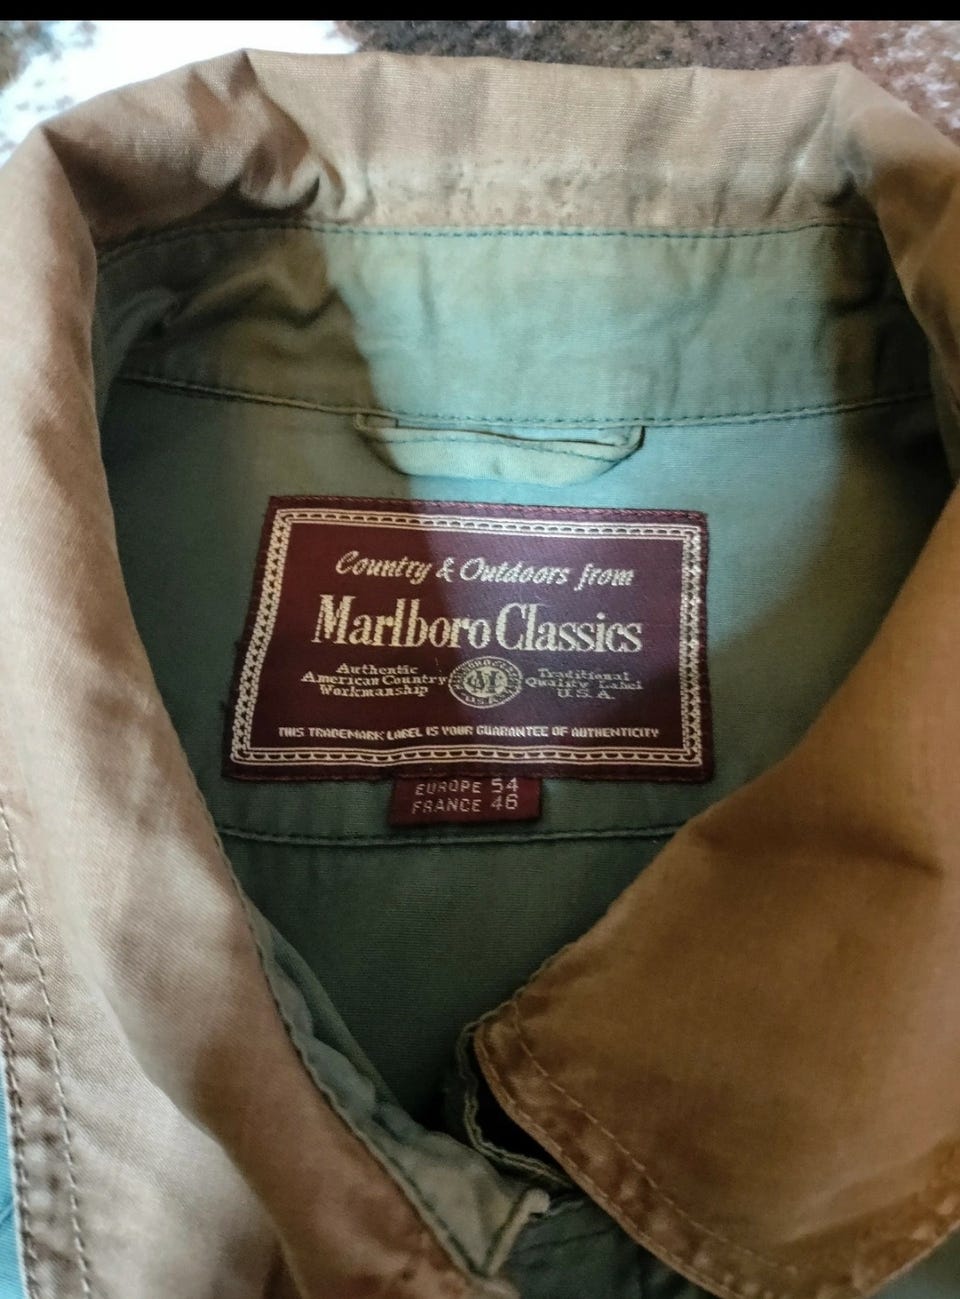 Country & Outdoors from
Marlboro Classics
Authentic
American Country
Workmanship
Traditional
Quality Label
U.S.A.
THIS TRADEMARK LABEL IS YOUR GUARANTEE OF AUTHENTICITY
EUROPE 54
FRANCE 48